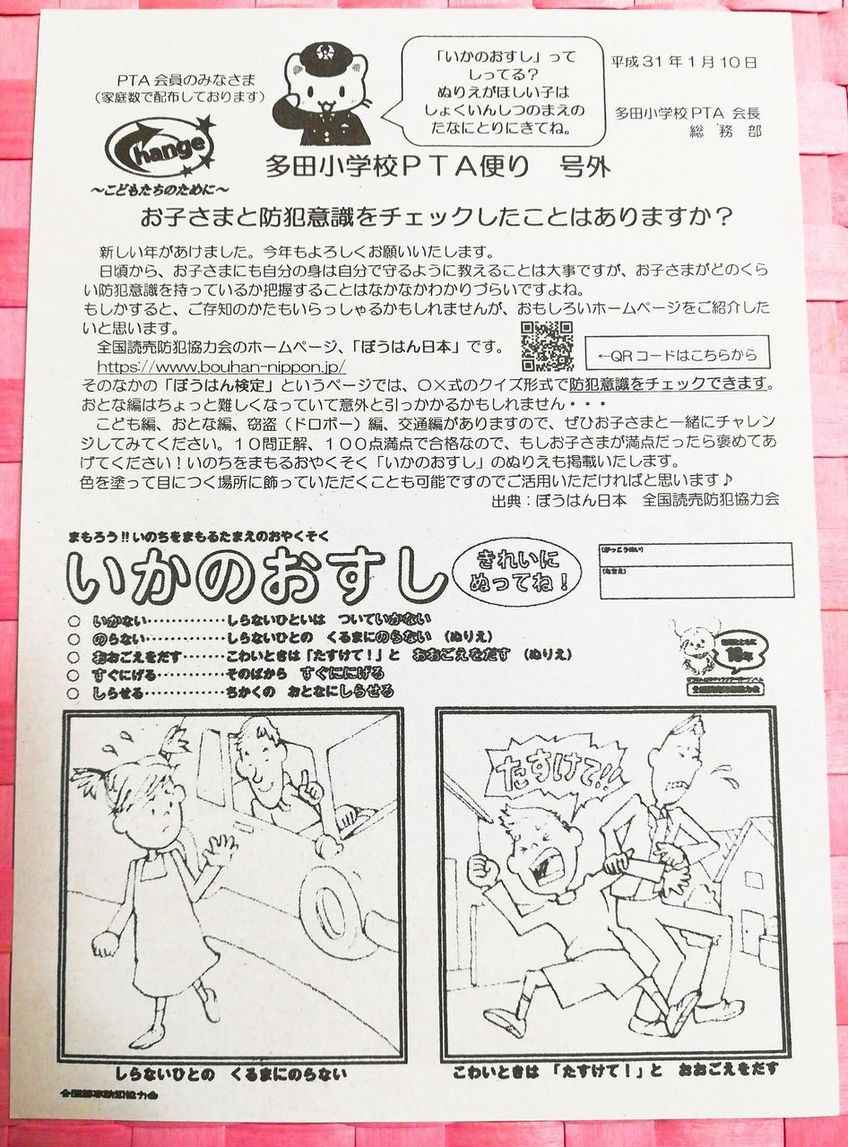 PTA会員のみなさま
（家庭数で配布しております）
「いかのおすし」って
しってる？
ぬりえがほしい子は
しょくいんしつのまえの
たなにとりにきてね。
平成31年1月10日
多田小学校PTA 会長
総務部
Change
～こどもたちのために～
多田小学校PTA便り　号外
お子さまと防犯意識をチェックしたことはありますか？
新しい年があけました。今年もよろしくお願いいたします。
日頃から、お子さまにも自分の身は自分で守るように教えることは大事ですが、お子さまがどのくら
い防犯意識を持っているか把握することはなかなかわかりづらいですよね。
もしかすると、ご存知のかたもいらっしゃるかもしれませんが、おもしろいホームページをご紹介した
いと思います。
全国読売防犯協力会のホームページ、「ぼうはん日本」です。
https://www.bouhan-nippon.jp/
←QRコードはこちらから
そのなかの「ぼうはん検定」というページでは、○×式のクイズ形式で防犯意識をチェックできます。
おとな編はちょっと難しくなっていて意外と引っかかるかもしれません・・・
こども編、おとな編、窃盗（ドロボー）編、交通編がありますので、ぜひお子さまと一緒にチャレン
ジしてみてください。10問正解、100点満点で合格なので、もしお子さまが満点だったら褒めてあ
げてください！いのちをまもるおやくそく「いかのおすし」のぬりえも掲載いたします。
色を塗って目につく場所に飾っていただくことも可能ですのでご活用いただければと思います♪
出典：ぼうはん日本　全国読売防犯協力会
まもろう!!いのちをまもるたまえのおやくそく
いかのおすし
きれいに
ぬってね！
○ いかない・・・・・・・・・・・・しらないひとには ついていかない
○ のらない・・・・・・・・・・・・しらないひとの くるまにのらない（ぬりえ）
○ おおごえをだす・・・・・・こわいときは「たすけて！」と おおごえをだす（ぬりえ）
○ すぐにげる・・・・・・・・・・そのばから すぐににげる
○ しらせる・・・・・・・・・・・・ちかくの おとなにしらせる
たすけて!!
しらないひとの くるまにのらない
こわいときは「たすけて！」と おおごえをだす